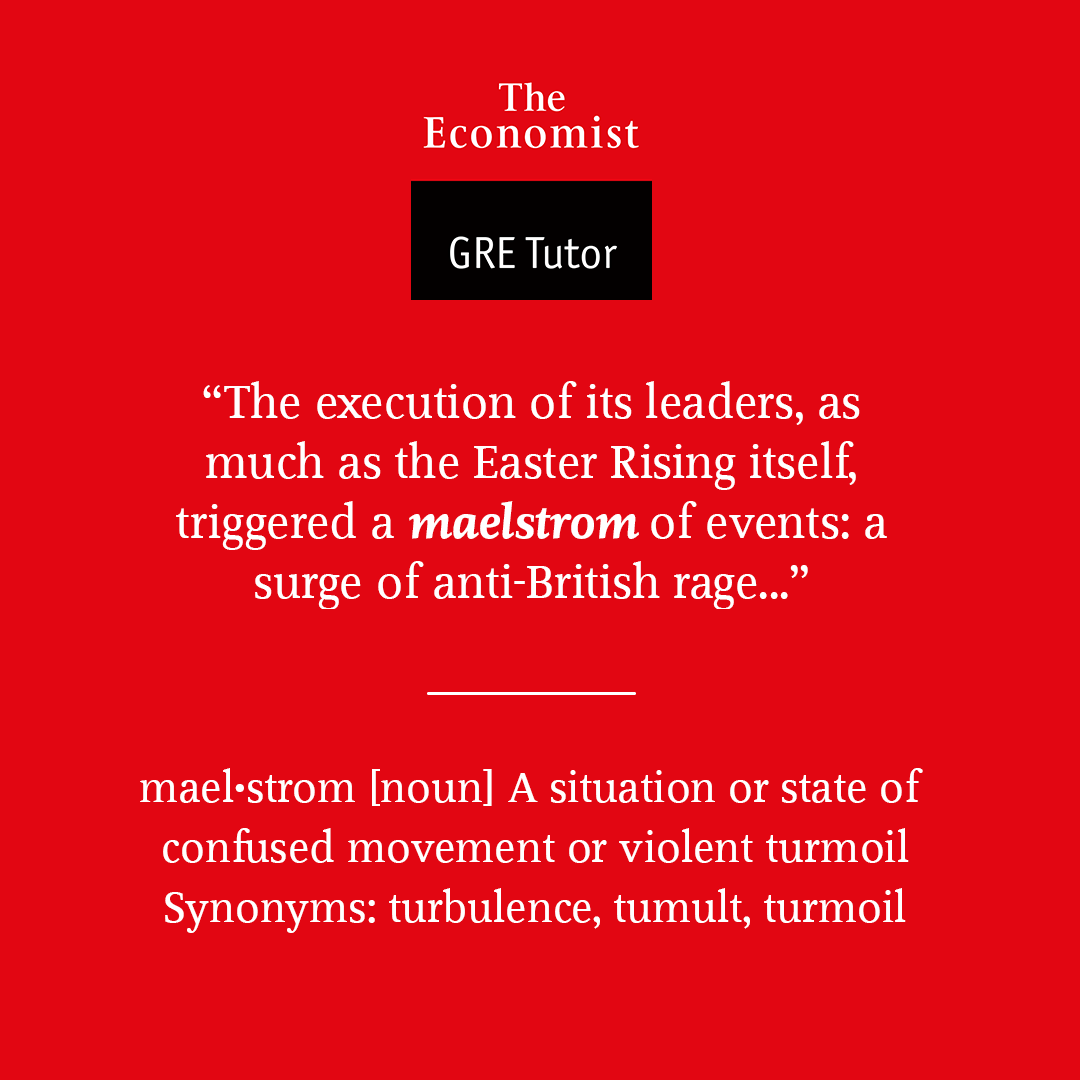 The
Economist
GRE Tutor
“The execution of its leaders, as
much as the Easter Rising itself,
triggered a maelstrom of events: a
surge of anti-British rage...”
mael•strom [noun] A situation or state of
confused movement or violent turmoil
Synonyms: turbulence, tumult, turmoil